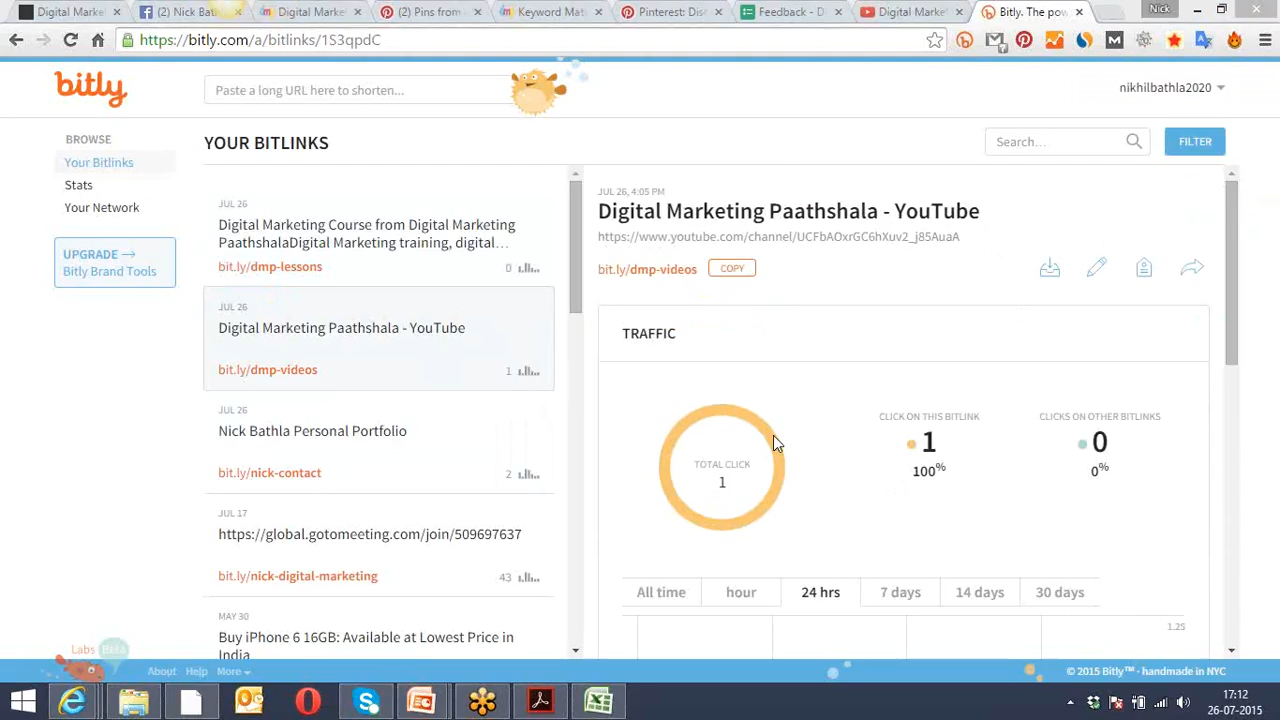 Digital Mark
(2) Nick Bath
Digital Market
(2) Pins from
Keyword Mat
Pinterest: Disc
Feedback - D
Digital Marke
Bitly. The pow
Nick
https://bitly.com/a/bitlinks/1S3qpdC
bitly
Paste a long URL here to shorten...
nikhilbathla2020
BROWSE
Your Bitlinks
Stats
Your Network
UPGRADE
Bitly Brand Tools
YOUR BITLINKS
Search...
FILTER
JUL 26
Digital Marketing Course from Digital Marketing
PaathshalaDigital Marketing training, digital…
bit.ly/dmp-lessons
0
JUL 26
Digital Marketing Paathshala - YouTube
bit.ly/dmp-videos
1
JUL 26
Nick Bathla Personal Portfolio
bit.ly/nick-contact
2
JUL 17
https://global.gotomeeting.com/join/509697637
bit.ly/nick-digital-marketing
43
MAY 30
Buy iPhone 6 16GB: Available at Lowest Price in
India
JUL 26, 4:05 PM
Digital Marketing Paathshala - YouTube
https://www.youtube.com/channel/UCFbAOxrGC6hXuv2_j85AuaA
bit.ly/dmp-videos
COPY
TRAFFIC
TOTAL CLICK
1
CLICK ON THIS BITLINK
1
100%
CLICKS ON OTHER BITLINKS
0
0%
All time
hour
24 hrs
7 days
14 days
30 days
1.25
Labs Beta
About
Help
More
© 2015 Bitly™ - handmade in NYC
17:12
26-07-2015